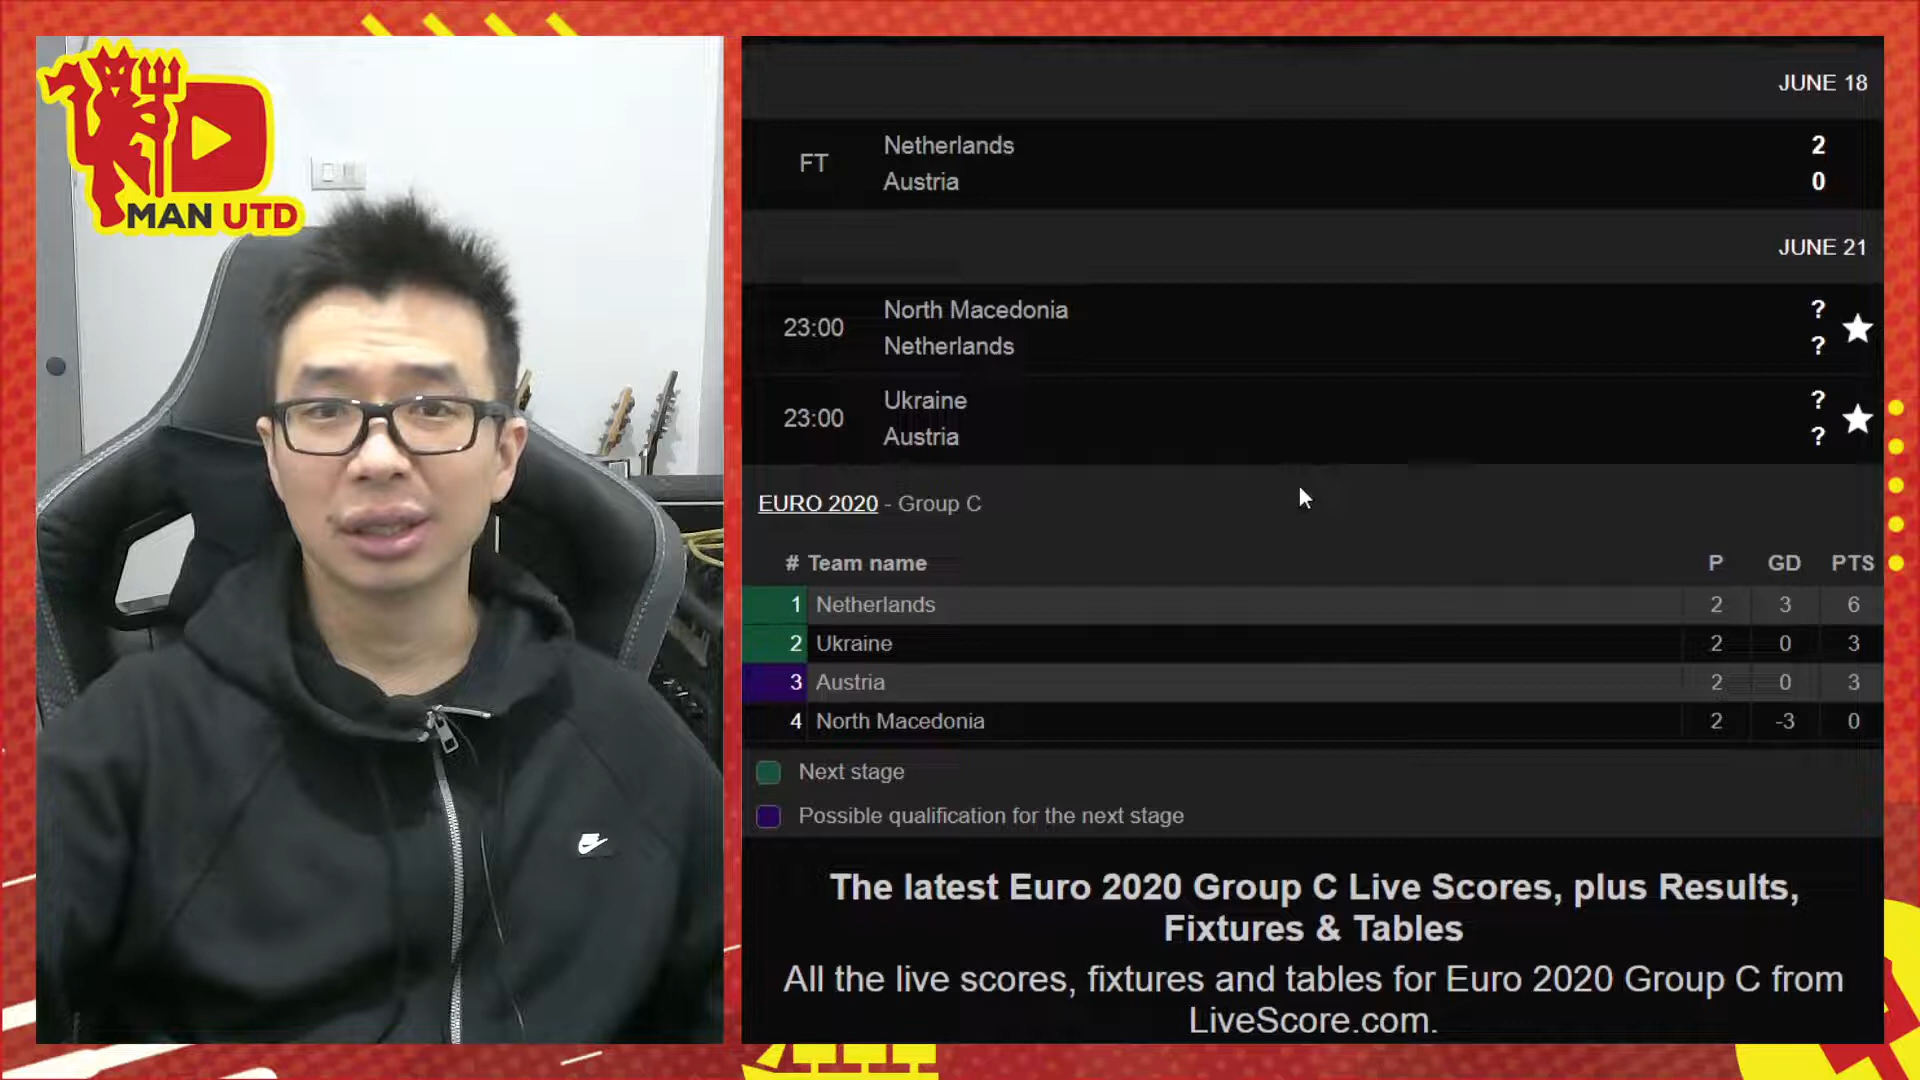 MAN UTD
JUNE 18
FT
Netherlands 2
Austria 0
JUNE 21
23:00
North Macedonia ?
Netherlands ?
23:00
Ukraine ?
Austria ?
EURO 2020 - Group C
# Team name P GD PTS
1 Netherlands 2 3 6
2 Ukraine 2 0 3
3 Austria 2 0 3
4 North Macedonia 2 -3 0
Next stage
Possible qualification for the next stage
The latest Euro 2020 Group C Live Scores, plus Results,
Fixtures & Tables
All the live scores, fixtures and tables for Euro 2020 Group C from
LiveScore.com.